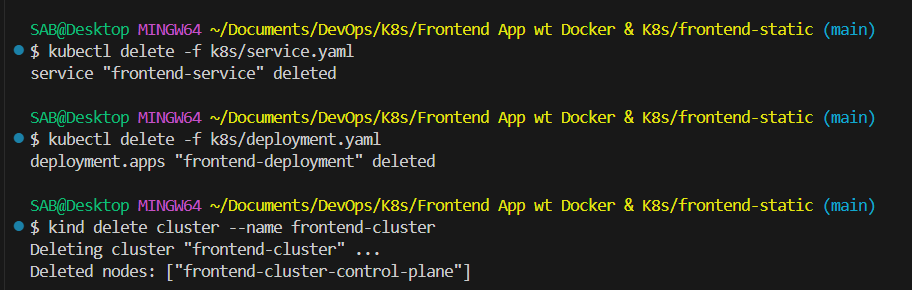 SAB@Desktop MINGW64 ~/Documents/DevOps/K8s/Frontend App wt Docker & K8s/frontend-static (main)
$ kubectl delete -f k8s/service.yaml
service "frontend-service" deleted
SAB@Desktop MINGW64 ~/Documents/DevOps/K8s/Frontend App wt Docker & K8s/frontend-static (main)
$ kubectl delete -f k8s/deployment.yaml
deployment.apps "frontend-deployment" deleted
SAB@Desktop MINGW64 ~/Documents/DevOps/K8s/Frontend App wt Docker & K8s/frontend-static (main)
$ kind delete cluster --name frontend-cluster
Deleting cluster "frontend-cluster" ...
Deleted nodes: ["frontend-cluster-control-plane"]